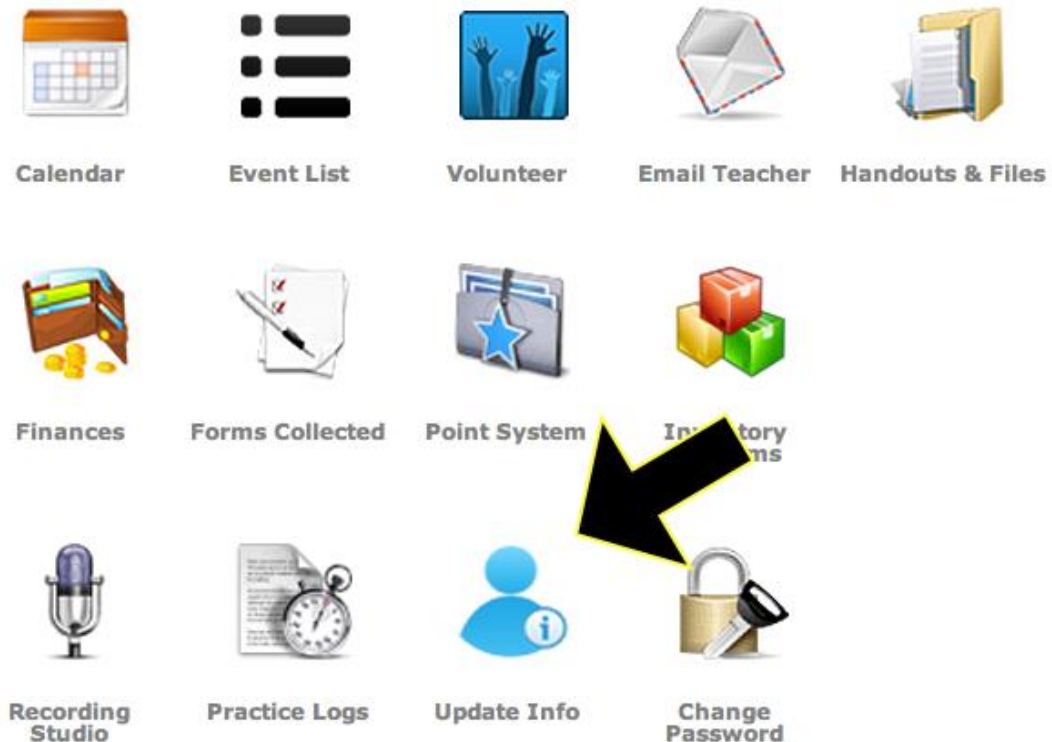 Calendar
Event List
Volunteer
Email Teacher
Handouts & Files
Finances
Forms Collected
Point System
Recording
Studio
Practice Logs
Update Info
Change
Password